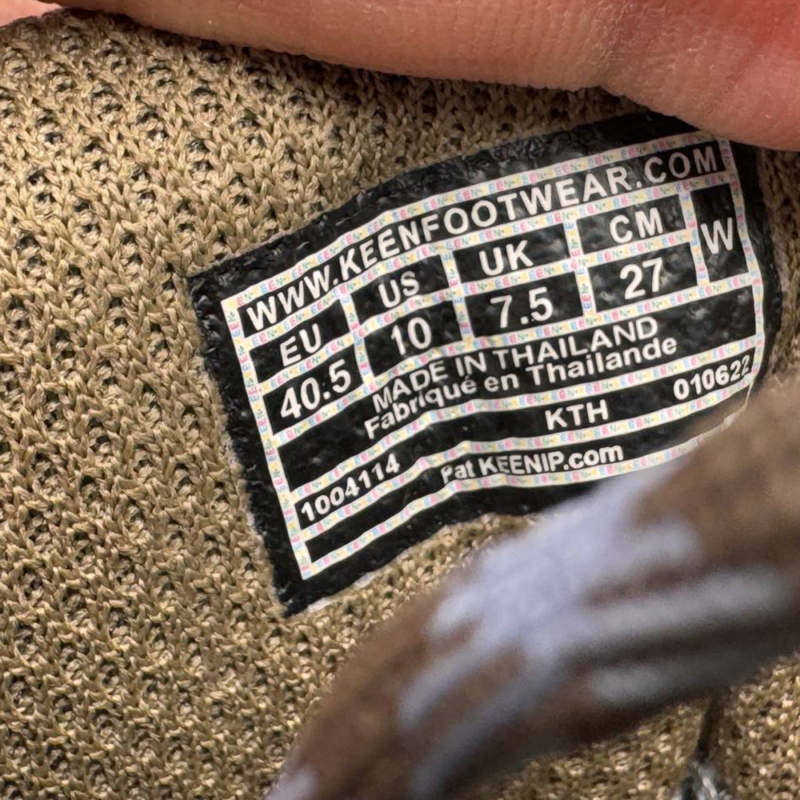 WWW.KEENFOOTWEAR.COM
EU US UK CM W
40.5 10 7.5 27
MADE IN THAILAND
Fabriqué en Thailande
1004114 KTH 010622
Pat KEENIP.com